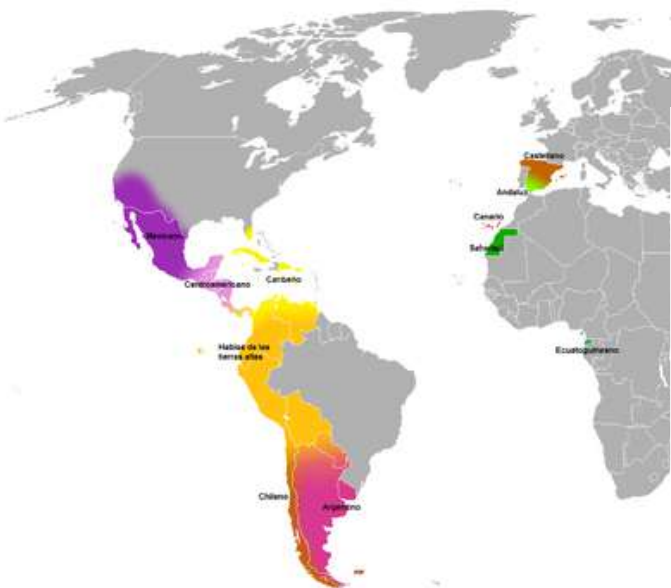 Castellano
Andaluz
Canario
Mexicano
Saharaui
Centroamericano
Caribeño
Hablas de las
tierras altas
Ecuatoguineano
Chileno
Argentino